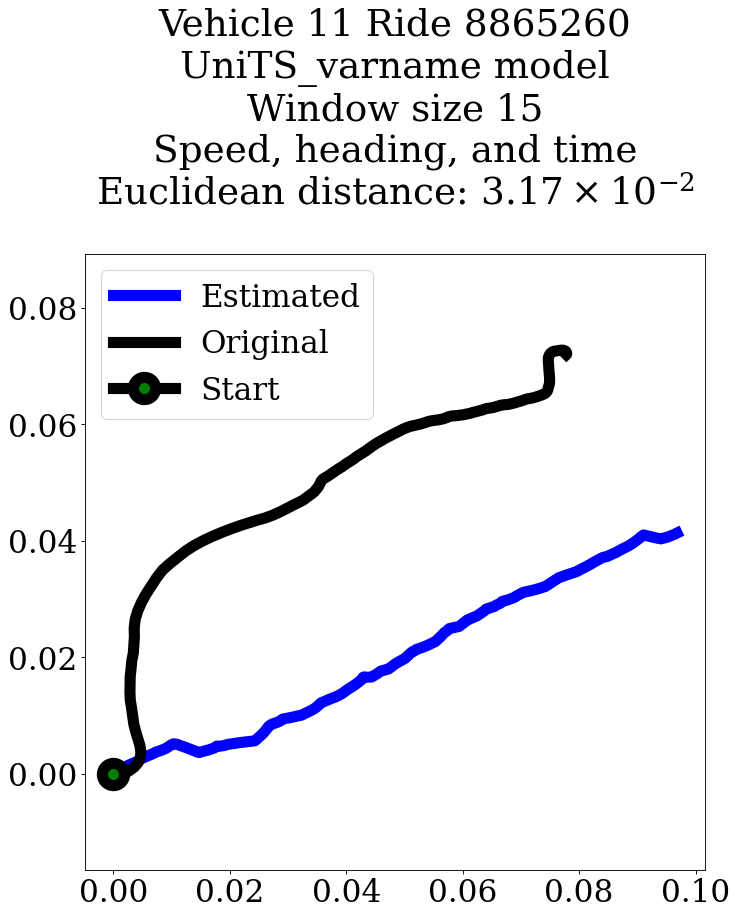 Vehicle 11 Ride 8865260
UniTS_varname model
Window size 15
Speed, heading, and time
Euclidean distance: 3.17 × 10⁻²
Estimated
Original
Start
0.08
0.06
0.04
0.02
0.00
0.00 0.02 0.04 0.06 0.08 0.10